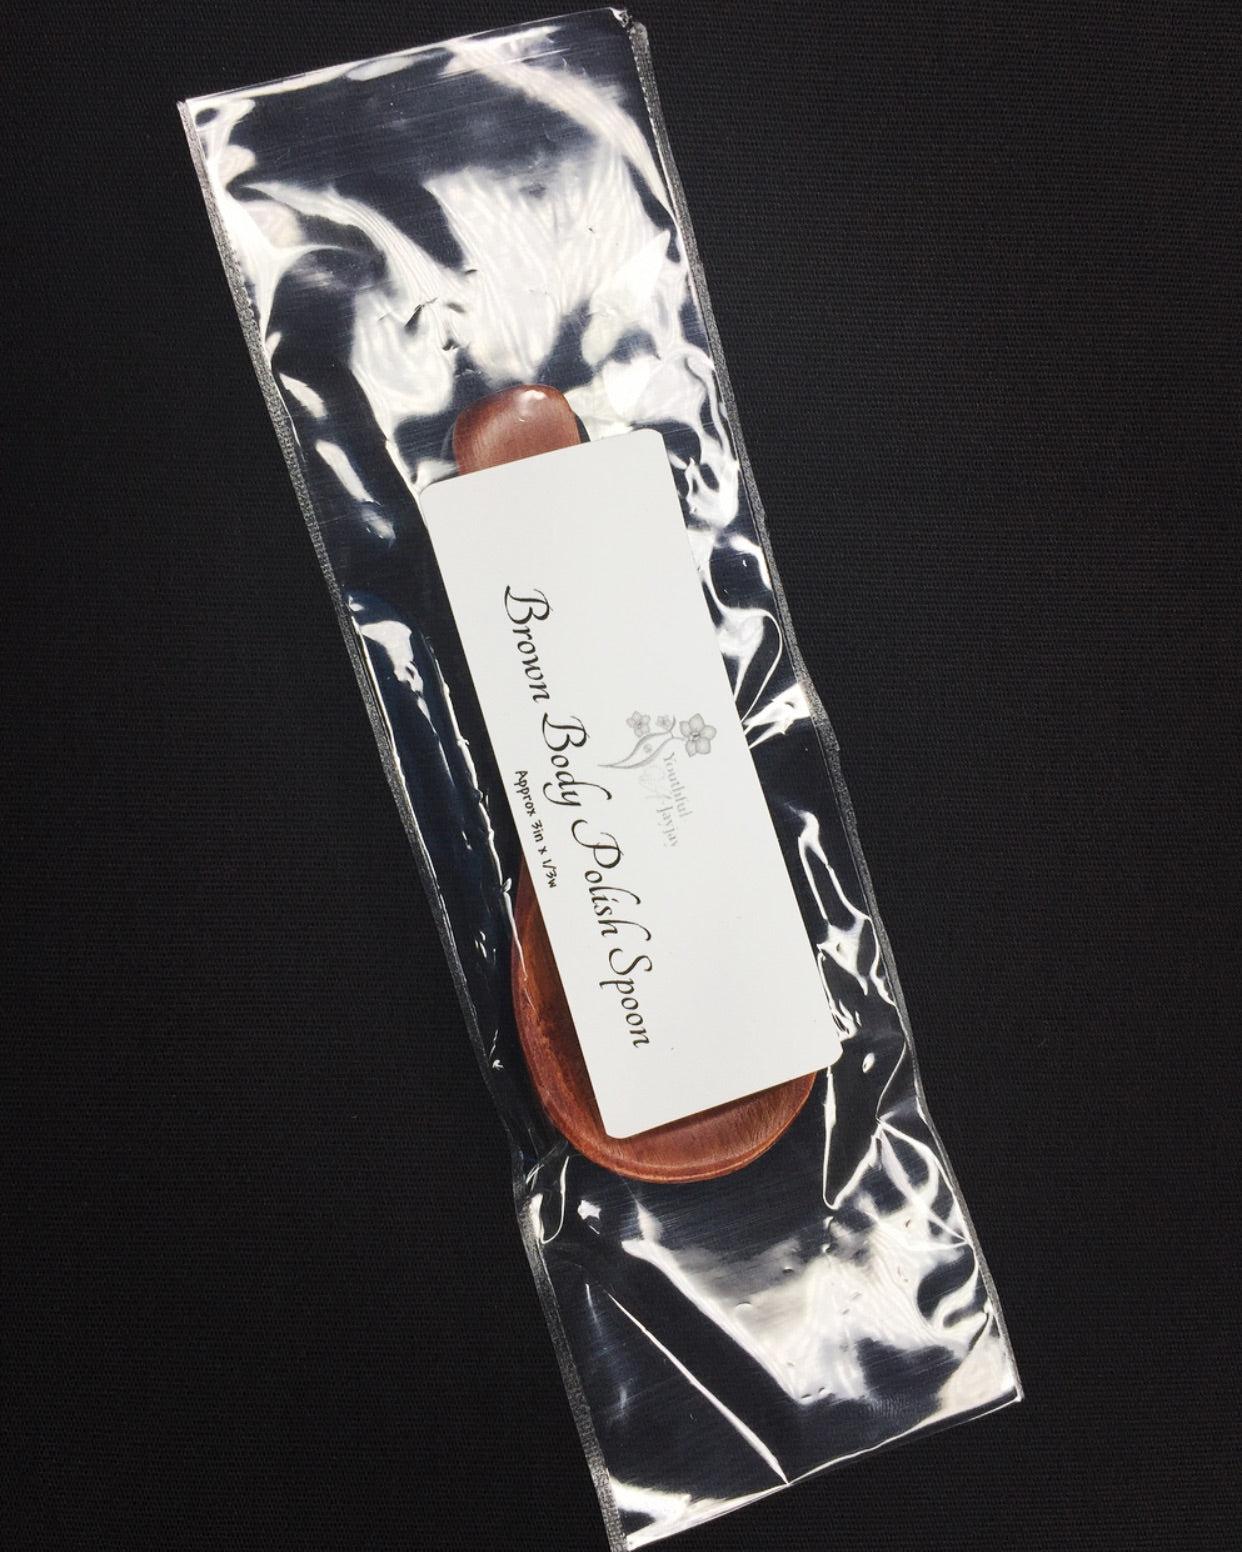 Youthful
Jayjay
Brown Body Polish Spoon
Approx 3in x 1/3w